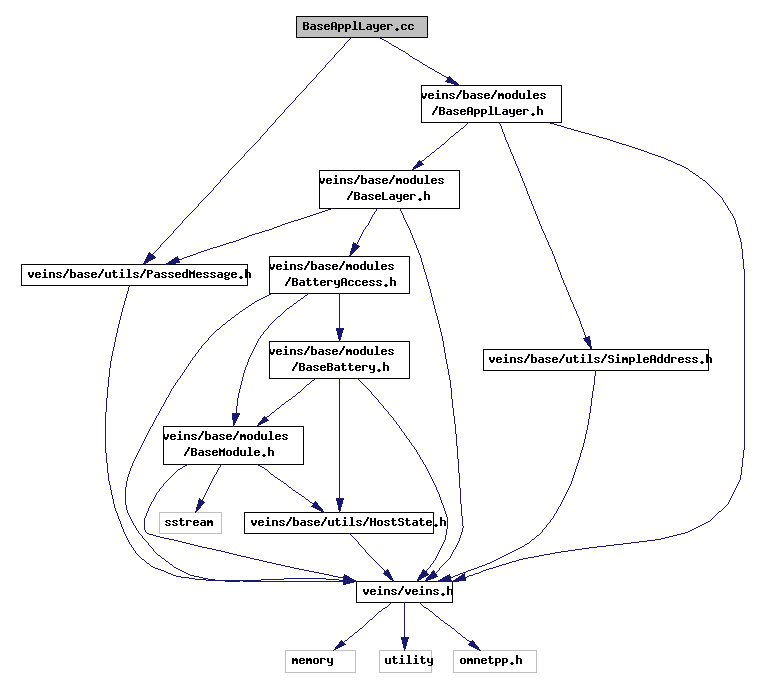 BaseApplLayer.cc
veins/base/modules
/BaseApplLayer.h
veins/base/modules
/BaseLayer.h
veins/base/utils/PassedMessage.h
veins/base/modules
/BatteryAccess.h
veins/base/modules
/BaseBattery.h
veins/base/utils/SimpleAddress.h
veins/base/modules
/BaseModule.h
sstream
veins/base/utils/HostState.h
veins/veins.h
memory
utility
omnetpp.h